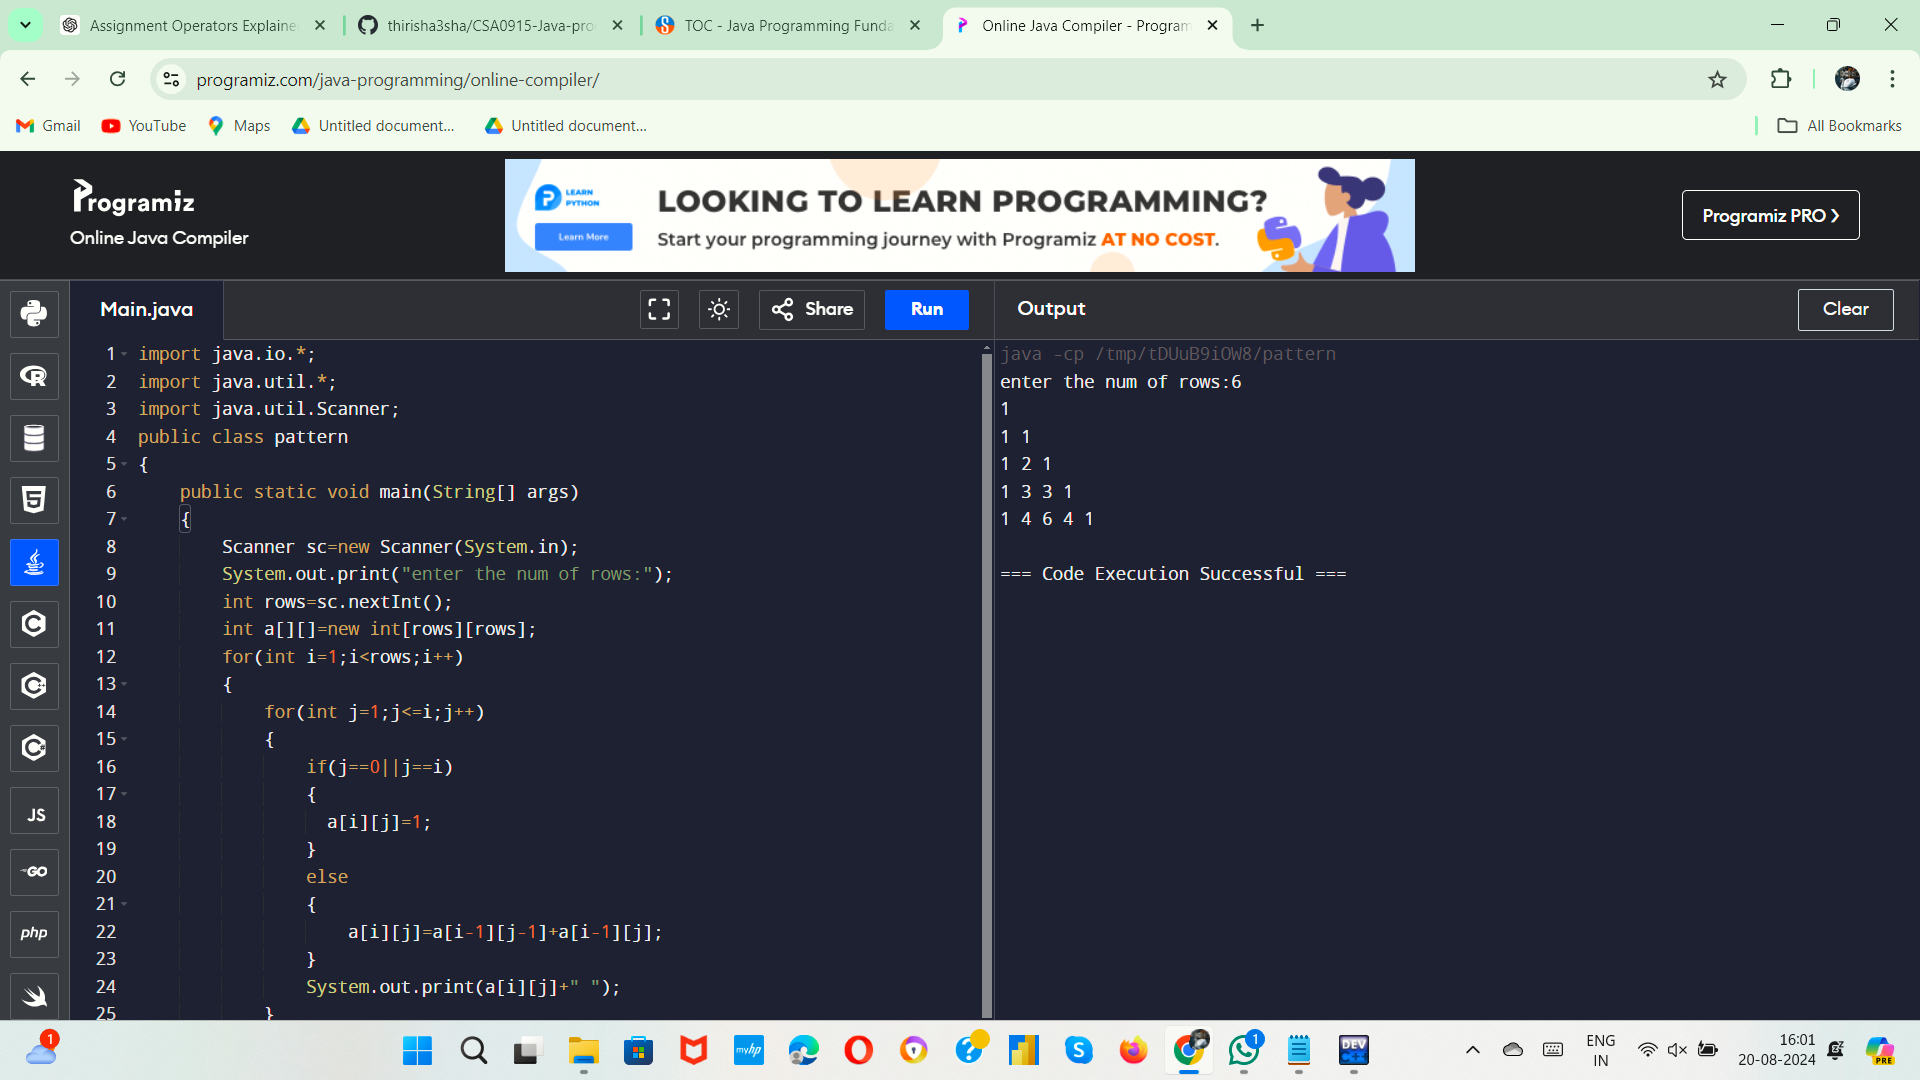 Assignment Operators Explaine
thirisha3sha/CSA0915-Java-pro
TOC - Java Programming Funda
Online Java Compiler - Program
programiz.com/java-programming/online-compiler/
Gmail
YouTube
Maps
Untitled document...
Untitled document...
All Bookmarks
Programiz
Online Java Compiler
LEARN PYTHON
Learn More
LOOKING TO LEARN PROGRAMMING?
Start your programming journey with Programiz AT NO COST.
Programiz PRO
Main.java
Share
Run
Output
Clear
1 import java.io.*;
2 import java.util.*;
3 import java.util.Scanner;
4 public class pattern
5 {
6 public static void main(String[] args)
7 {
8 Scanner sc=new Scanner(System.in);
9 System.out.print("enter the num of rows:");
10 int rows=sc.nextInt();
11 int a[][]=new int[rows][rows];
12 for(int i=1;i<rows;i++)
13 {
14 for(int j=1;j<=i;j++)
15 {
16 if(j==0||j==i)
17 {
18 a[i][j]=1;
19 }
20 else
21 {
22 a[i][j]=a[i-1][j-1]+a[i-1][j];
23 }
24 System.out.print(a[i][j]+" ");
25 }
java -cp /tmp/tDUuB9iOW8/pattern
enter the num of rows:6
1
1 1
1 2 1
1 3 3 1
1 4 6 4 1
=== Code Execution Successful ===
JS
GO
php
1
myhp
1
DEV C++
ENG
IN
16:01
20-08-2024
PRE